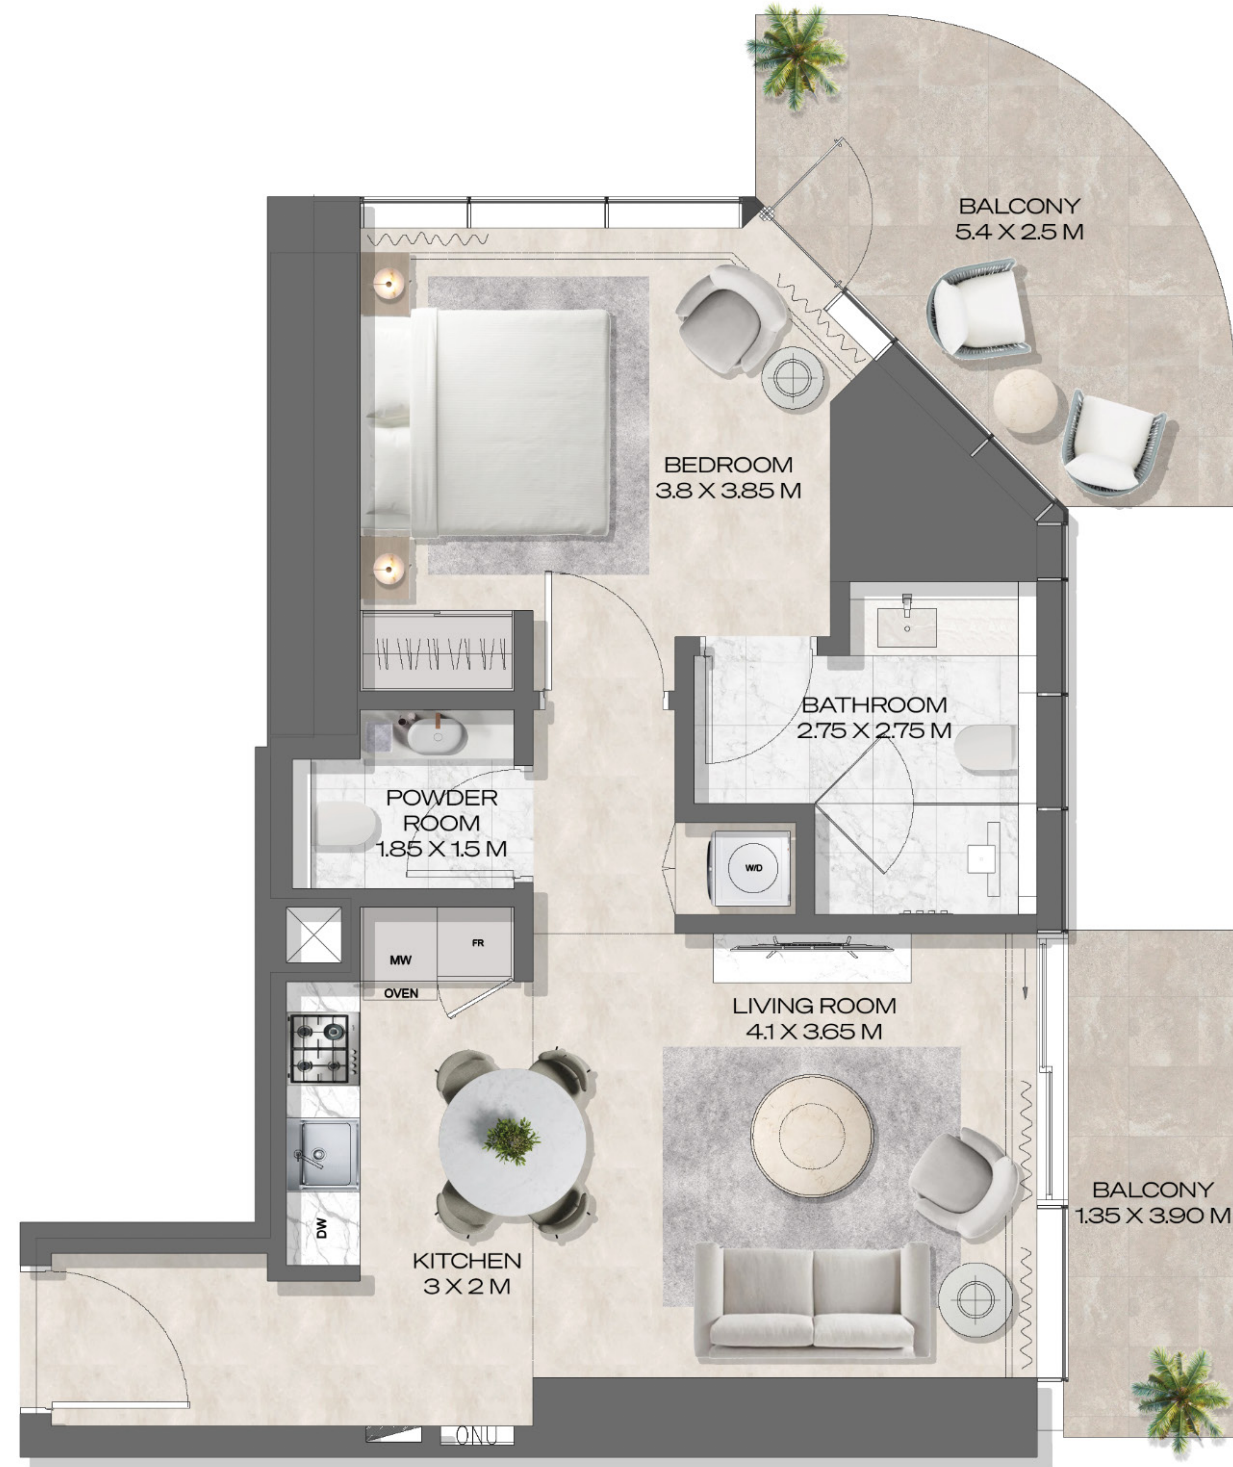 BALCONY
5.4 X 2.5 M
BEDROOM
3.8 X 3.85 M
BATHROOM
2.75 X 2.75 M
POWDER
ROOM
1.85 X 1.5 M
W/D
FR
MW
OVEN
LIVING ROOM
4.1 X 3.65 M
DW
BALCONY
1.35 X 3.90 M
KITCHEN
3 X 2 M
ONU